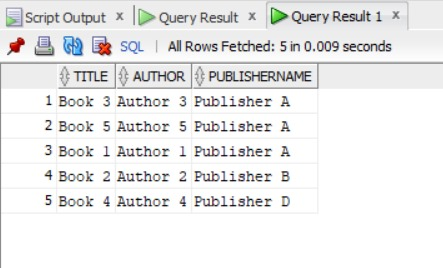 Script Output x Query Result x Query Result 1 x
SQL | All Rows Fetched: 5 in 0.009 seconds
TITLE AUTHOR PUBLISHERNAME
1 Book 3 Author 3 Publisher A
2 Book 5 Author 5 Publisher A
3 Book 1 Author 1 Publisher A
4 Book 2 Author 2 Publisher B
5 Book 4 Author 4 Publisher D